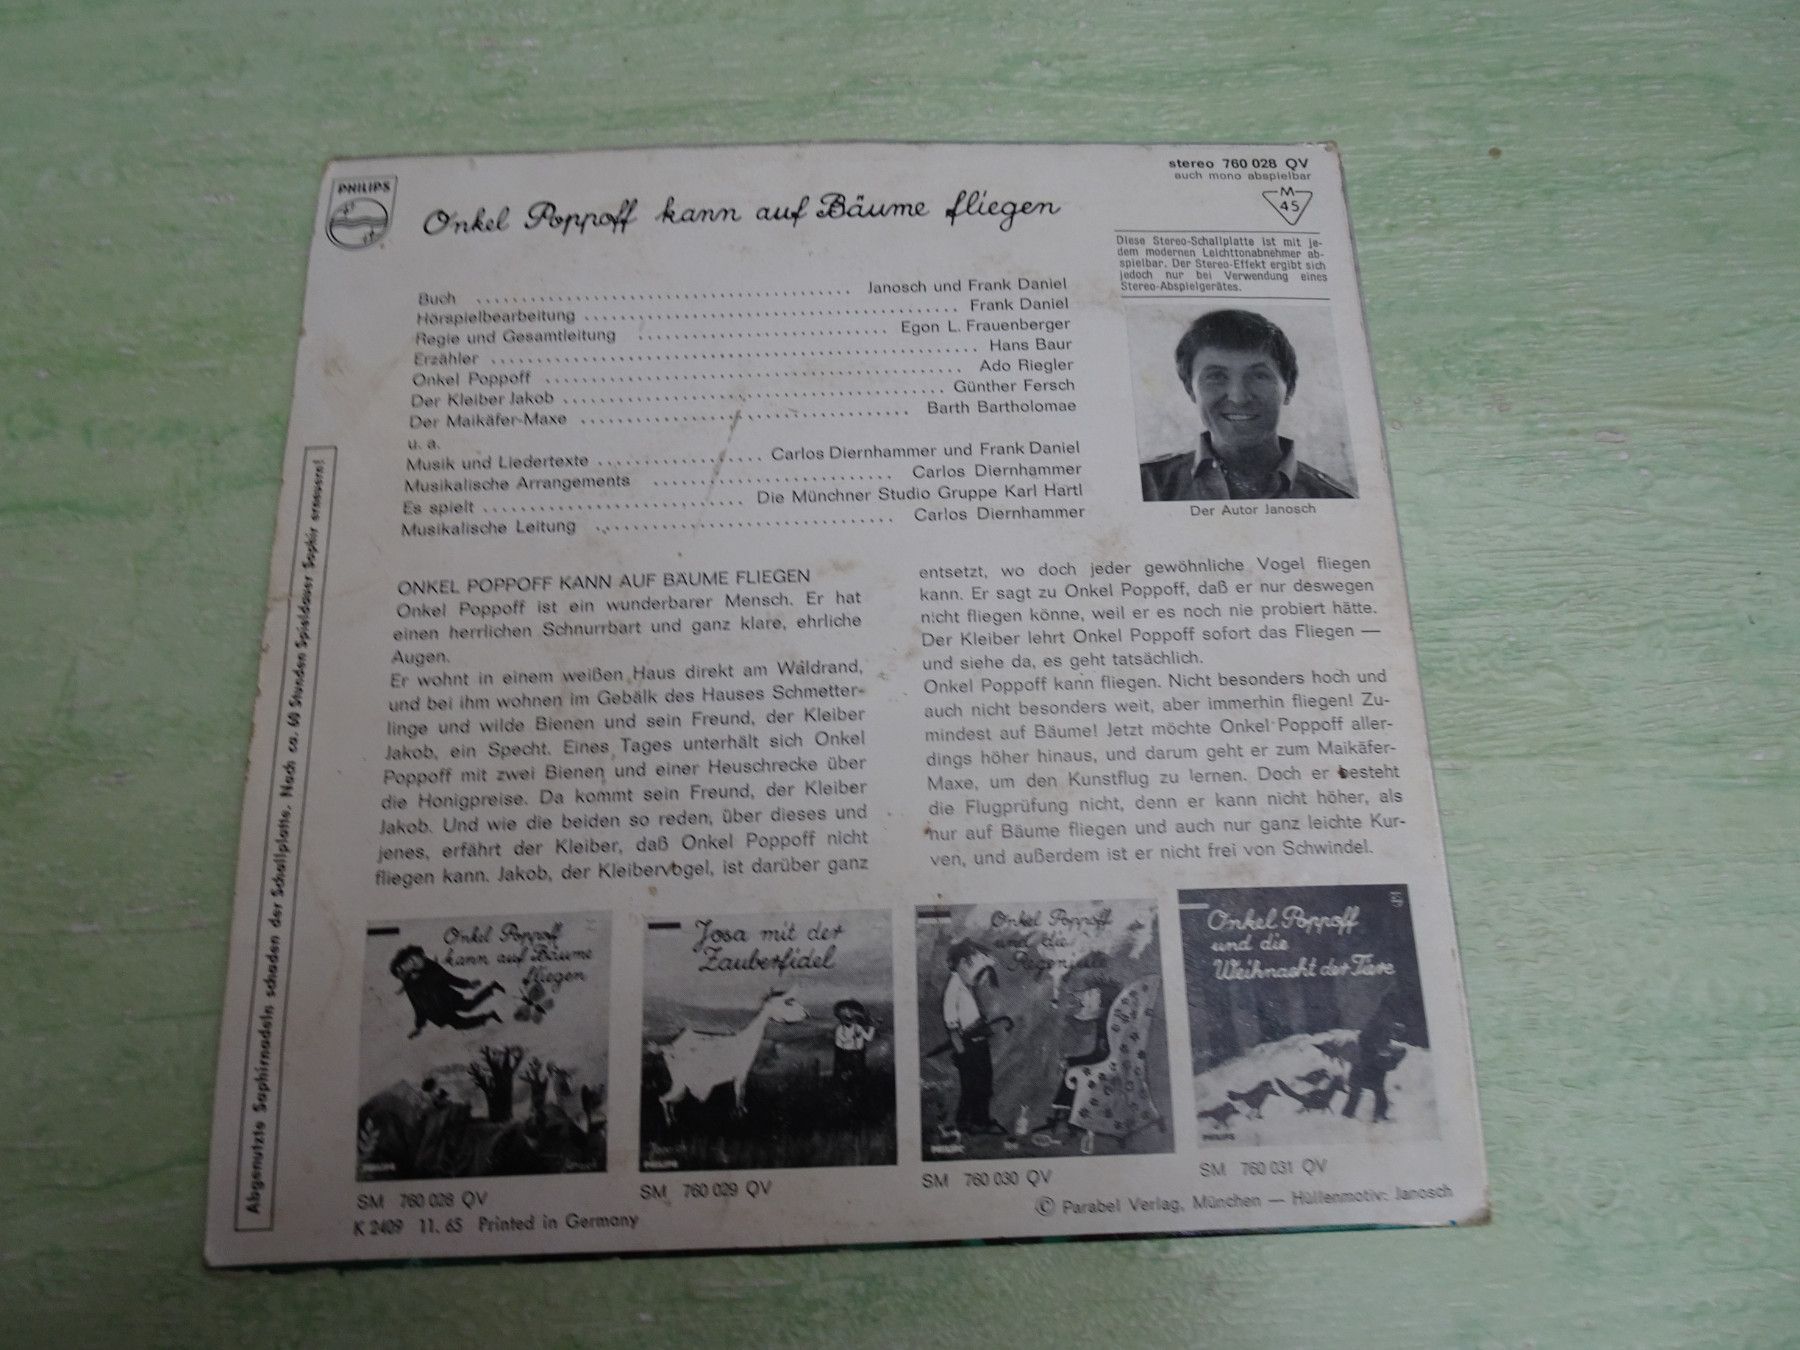 PHILIPS
Onkel Poppoff kann auf Bäume fliegen
stereo 760 028 QV
auch mono abspielbar
M
45
Diese Stereo-Schallplatte ist mit je-
dem modernen Leichttonabnehmer ab-
spielbar. Der Stereo-Effekt ergibt sich
jedoch nur bei Verwendung eines
Stereo-Abspielgerätes.
Buch ........ Janosch und Frank Daniel
Hörspielbearbeitung ........ Frank Daniel
Regie und Gesamtleitung ........ Egon L. Frauenberger
Erzähler ........ Hans Baur
Onkel Poppoff ........ Ado Riegler
Der Kleiber Jakob ........ Günther Fersch
Der Maikäfer-Maxe ........ Barth Bartholomae
u. a.
Musik und Liedertexte ........ Carlos Diernhammer und Frank Daniel
Musikalische Arrangements ........ Carlos Diernhammer
Es spielt ........ Die Münchner Studio Gruppe Karl Hartl
Musikalische Leitung ........ Carlos Diernhammer
Der Autor Janosch
Abgenutzte Saphirnadeln schaden der Schallplatte. Nach ca. 60 Stunden Spieldauer Saphir erneuern!
ONKEL POPPOFF KANN AUF BÄUME FLIEGEN
Onkel Poppoff ist ein wunderbarer Mensch. Er hat
einen herrlichen Schnurrbart und ganz klare, ehrliche
Augen.
Er wohnt in einem weißen Haus direkt am Waldrand,
und bei ihm wohnen im Gebälk des Hauses Schmetter-
linge und wilde Bienen und sein Freund, der Kleiber
Jakob, ein Specht. Eines Tages unterhält sich Onkel
Poppoff mit zwei Bienen und einer Heuschrecke über
die Honigpreise. Da kommt sein Freund, der Kleiber
Jakob. Und wie die beiden so reden, über dieses und
jenes, erfährt der Kleiber, daß Onkel Poppoff nicht
fliegen kann. Jakob, der Kleibervogel, ist darüber ganz
entsetzt, wo doch jeder gewöhnliche Vogel fliegen
kann. Er sagt zu Onkel Poppoff, daß er nur deswegen
nicht fliegen könne, weil er es noch nie probiert hätte.
Der Kleiber lehrt Onkel Poppoff sofort das Fliegen —
und siehe da, es geht tatsächlich.
Onkel Poppoff kann fliegen. Nicht besonders hoch und
auch nicht besonders weit, aber immerhin fliegen! Zu-
mindest auf Bäume! Jetzt möchte Onkel Poppoff aller-
dings höher hinaus, und darum geht er zum Maikäfer-
Maxe, um den Kunstflug zu lernen. Doch er besteht
die Flugprüfung nicht, denn er kann nicht höher, als
nur auf Bäume fliegen und auch nur ganz leichte Kur-
ven, und außerdem ist er nicht frei von Schwindel.
Onkel Poppoff
kann auf Bäume
fliegen
PHILIPS
Josa mit der
Zauberfidel
PHILIPS
Onkel Poppoff
und die
PHILIPS
Onkel Poppoff
und die
Weihnacht der Tiere
PHILIPS
SM 760 028 QV
SM 760 029 QV
SM 760 030 QV
SM 760 031 QV
K 2409 11. 65 Printed in Germany
© Parabel Verlag, München — Hüllenmotiv: Janosch